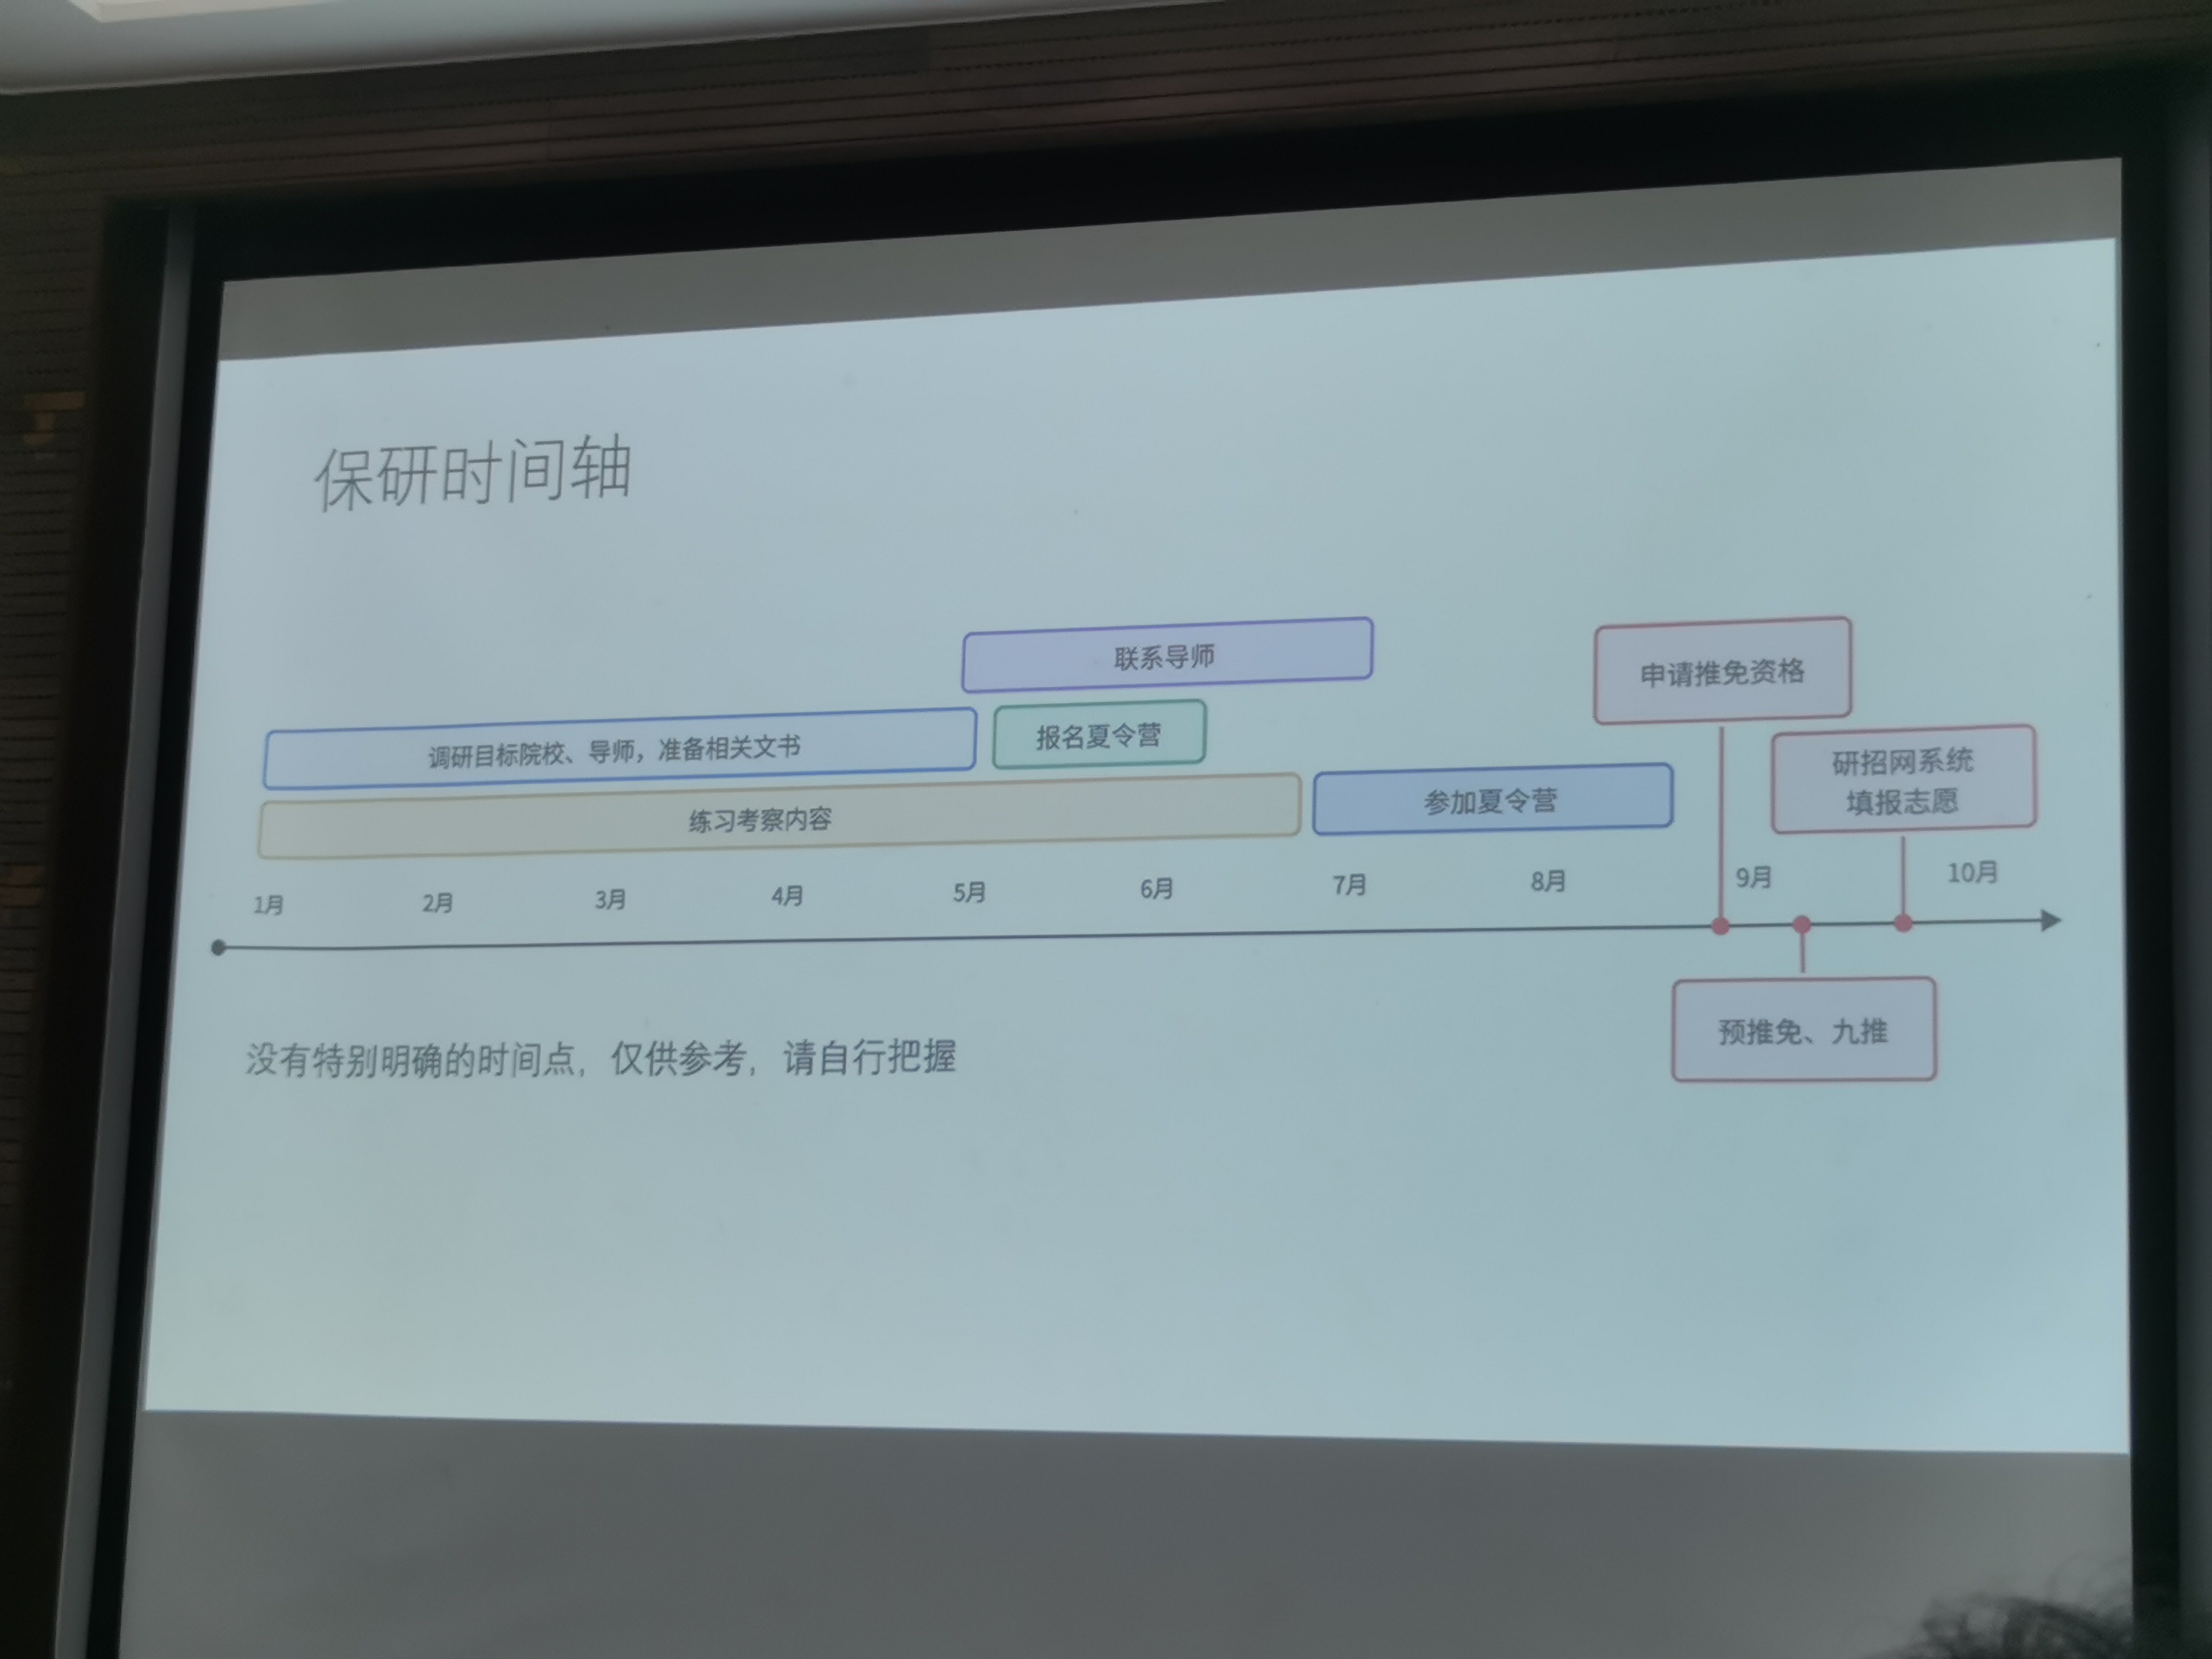 保研时间轴
联系导师
申请推免资格
调研目标院校、导师，准备相关文书
报名夏令营
研招网系统
填报志愿
练习考察内容
参加夏令营
1月 2月 3月 4月 5月 6月 7月 8月 9月 10月
预推免、九推
没有特别明确的时间点，仅供参考，请自行把握